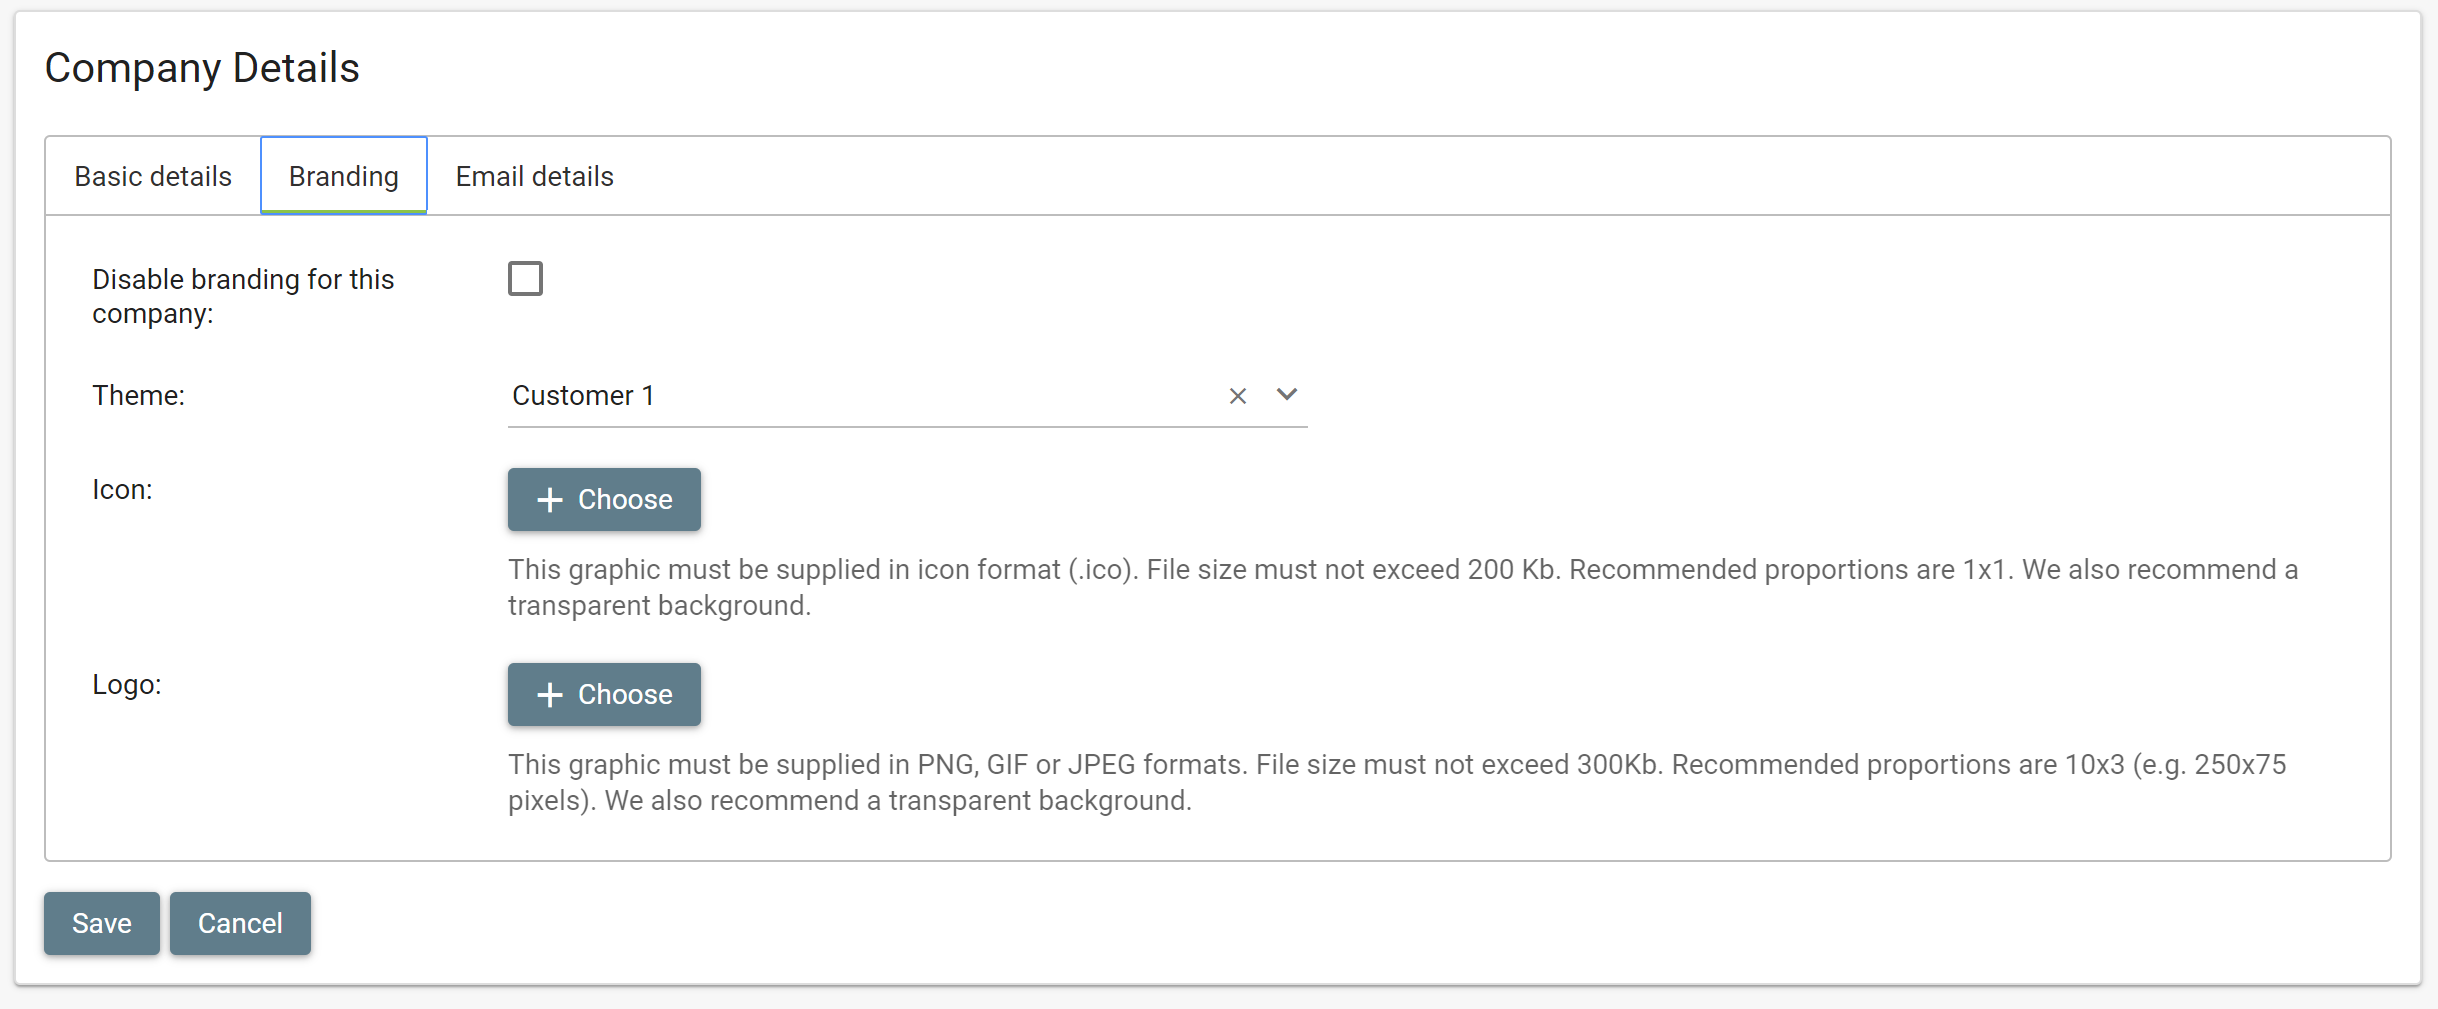 Company Details
Basic details
Branding
Email details
Disable branding for this
company:
Theme:
Customer 1
Icon:
Choose
This graphic must be supplied in icon format (.ico). File size must not exceed 200 Kb. Recommended proportions are 1x1. We also recommend a
transparent background.
Logo:
Choose
This graphic must be supplied in PNG, GIF or JPEG formats. File size must not exceed 300Kb. Recommended proportions are 10x3 (e.g. 250x75
pixels). We also recommend a transparent background.
Save
Cancel